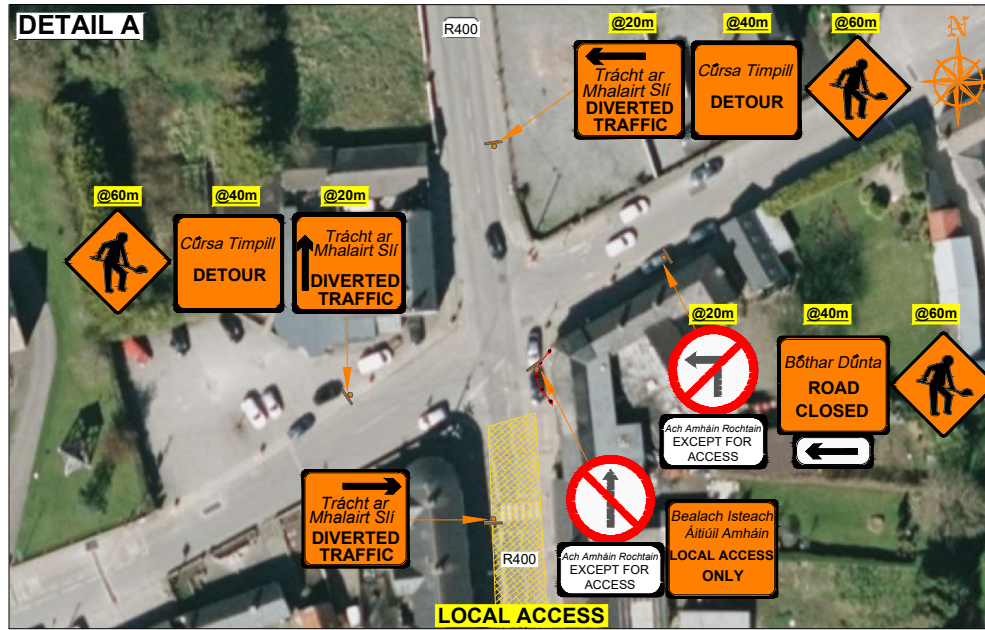 DETAIL A
R400
@20m
@40m
@60m
N
Trácht ar
Mhalairt Slí
DIVERTED
TRAFFIC
Cúrsa Timpill
DETOUR
@60m
@40m
@20m
Cúrsa Timpill
DETOUR
Trácht ar
Mhalairt Slí
DIVERTED
TRAFFIC
@20m
@40m
@60m
Ach Amháin Rochtain
EXCEPT FOR
ACCESS
Bóthar Dúnta
ROAD
CLOSED
Trácht ar
Mhalairt Slí
DIVERTED
TRAFFIC
R400
Ach Amháin Rochtain
EXCEPT FOR
ACCESS
Bealach Isteach
Áitiúil Amháin
LOCAL ACCESS
ONLY
LOCAL ACCESS